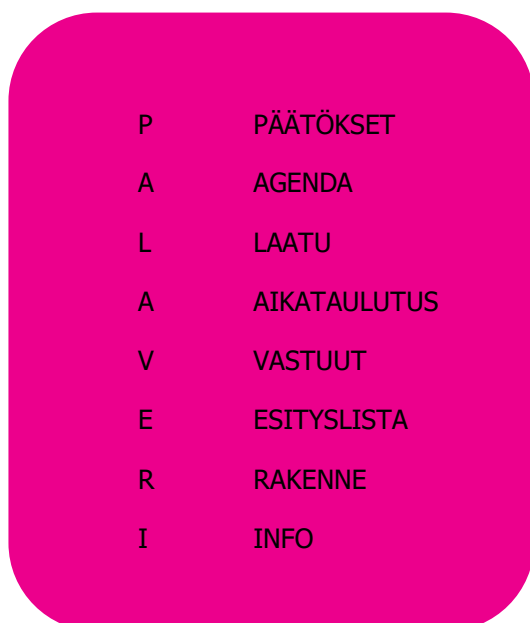 P PÄÄTÖKSET
A AGENDA
L LAATU
A AIKATAULUTUS
V VASTUUT
E ESITYSLISTA
R RAKENNE
I INFO